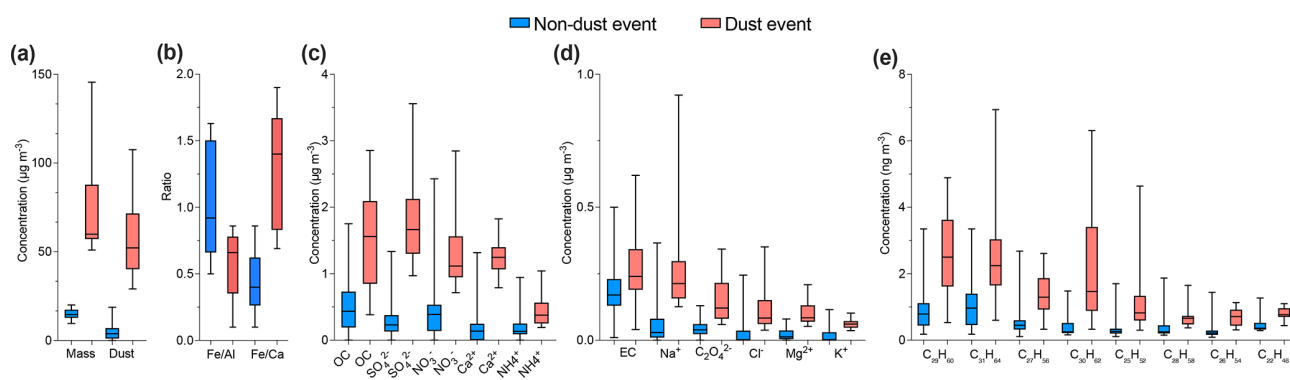 Non-dust event Dust event
(a)
Concentration (µg m⁻³)
150
100
50
0
Mass Dust
(b)
Ratio
2.0
1.5
1.0
0.5
0.0
Fe/Al Fe/Ca
(c)
Concentration (µg m⁻³)
4
3
2
1
0
OC OC SO₄²⁻ SO₄²⁻ NO₃⁻ NO₃⁻ Ca²⁺ Ca²⁺ NH4⁺ NH4⁺
(d)
Concentration (µg m⁻³)
1.0
0.5
0.0
EC Na⁺ C₂O₄²⁻ Cl⁻ Mg²⁺ K⁺
(e)
Concentration (ng m⁻³)
8
6
4
2
0
C₂₉H₆₀ C₃₁H₆₄ C₂₇H₅₆ C₃₀H₆₂ C₂₅H₅₂ C₂₈H₅₈ C₂₆H₅₄ C₂₂H₄₆